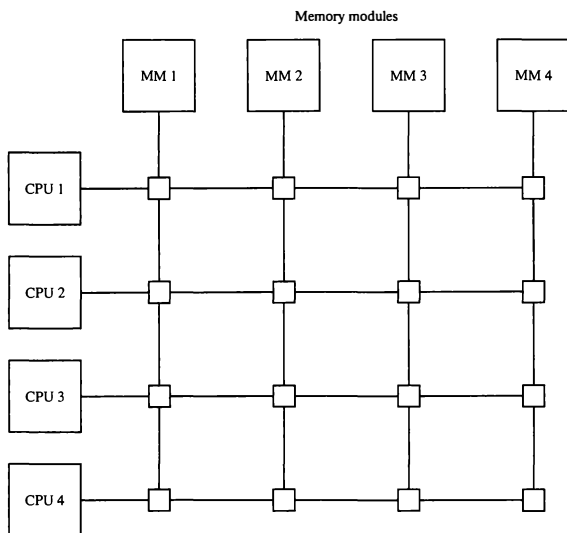 Memory modules
MM 1
MM 2
MM 3
MM 4
CPU 1
CPU 2
CPU 3
CPU 4